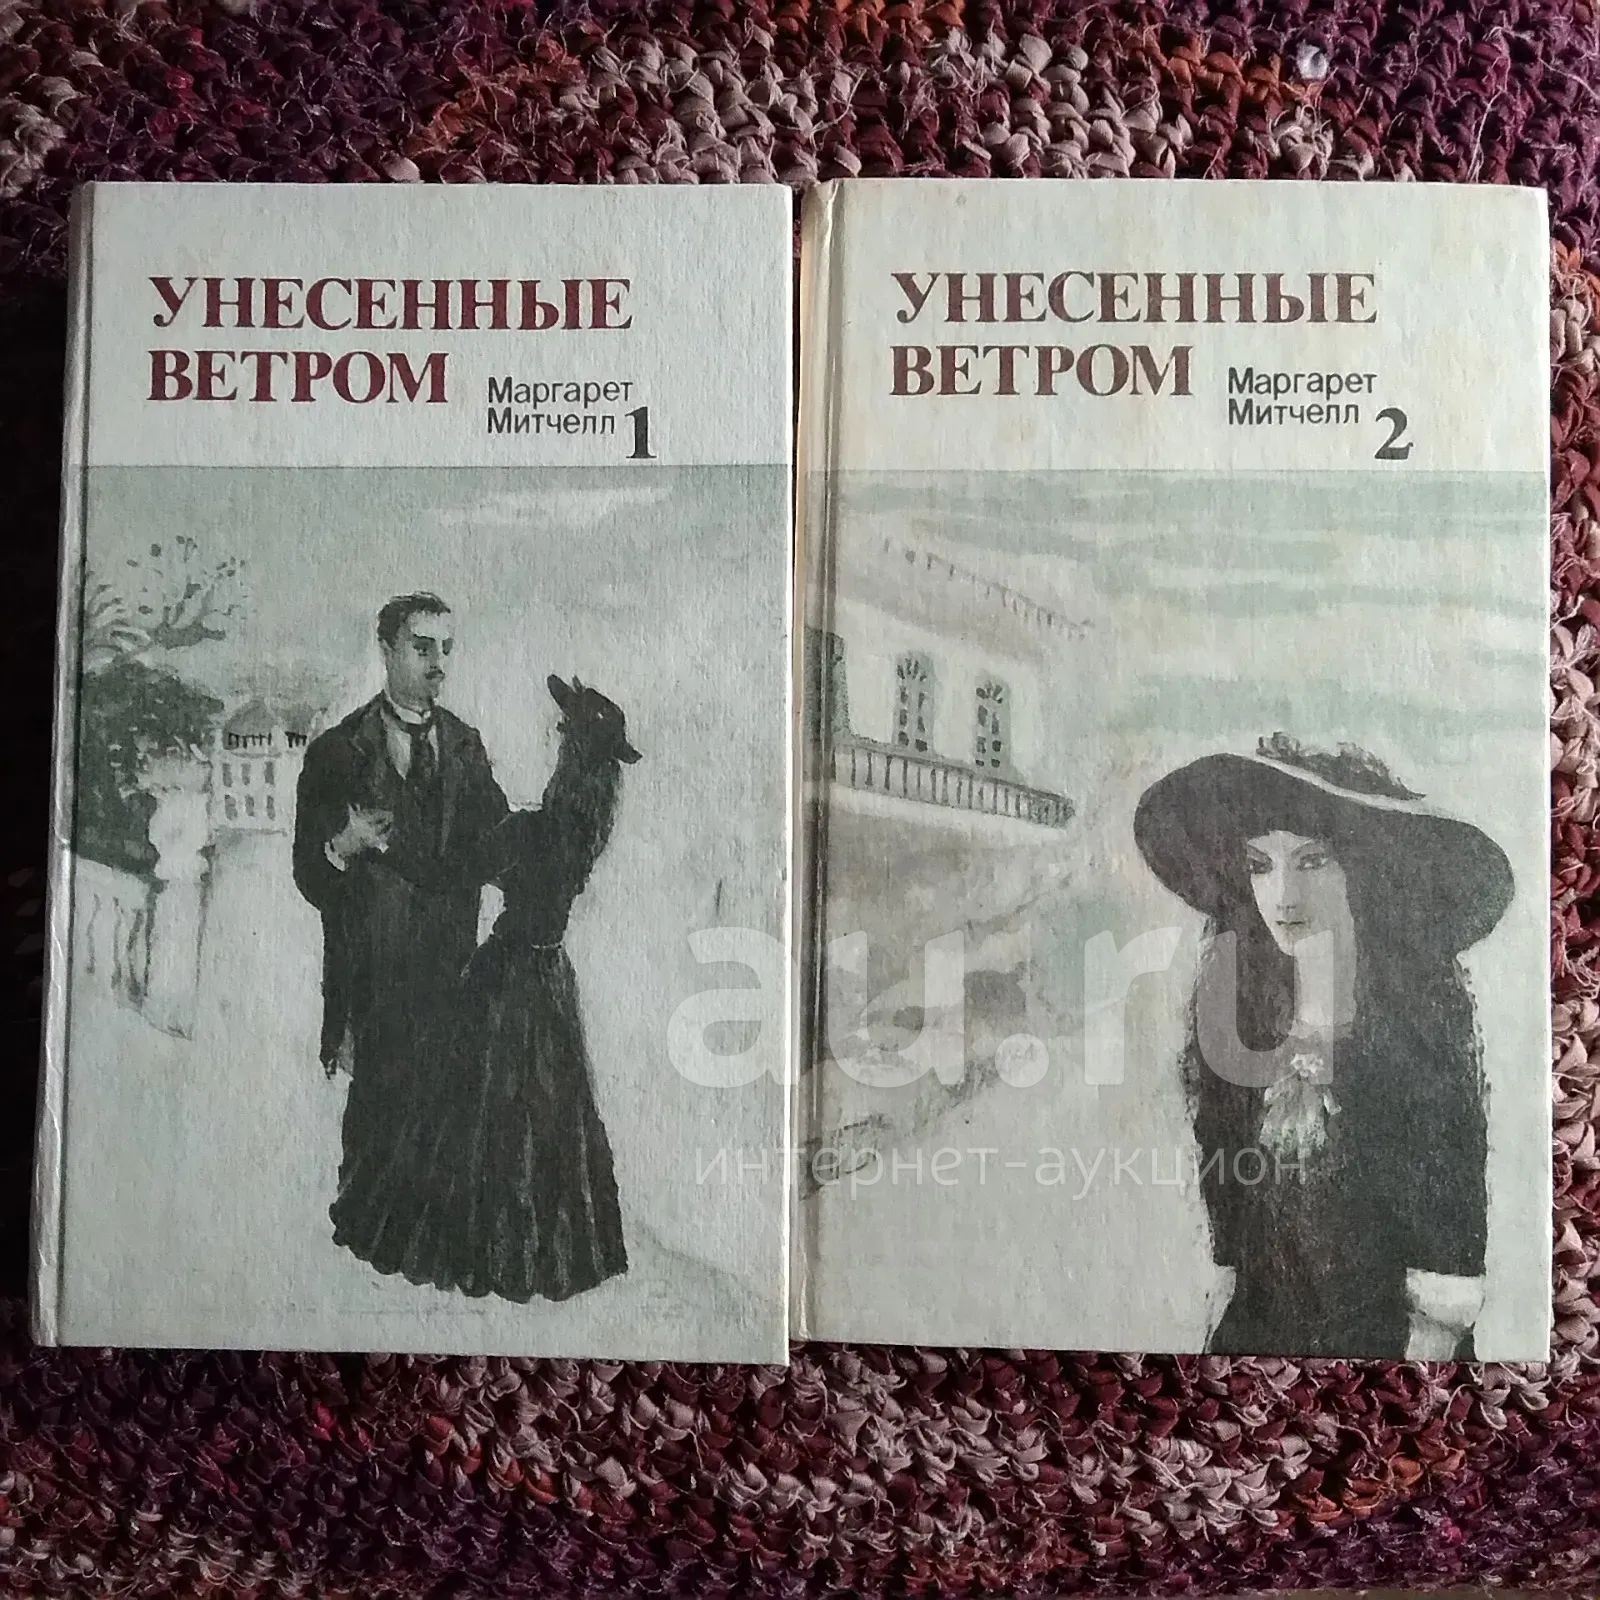 УНЕСЕННЫЕ
ВЕТРОМ
Маргарет
Митчелл 1
УНЕСЕННЫЕ
ВЕТРОМ
Маргарет
Митчелл 2
au.ru
интернет-аукцион